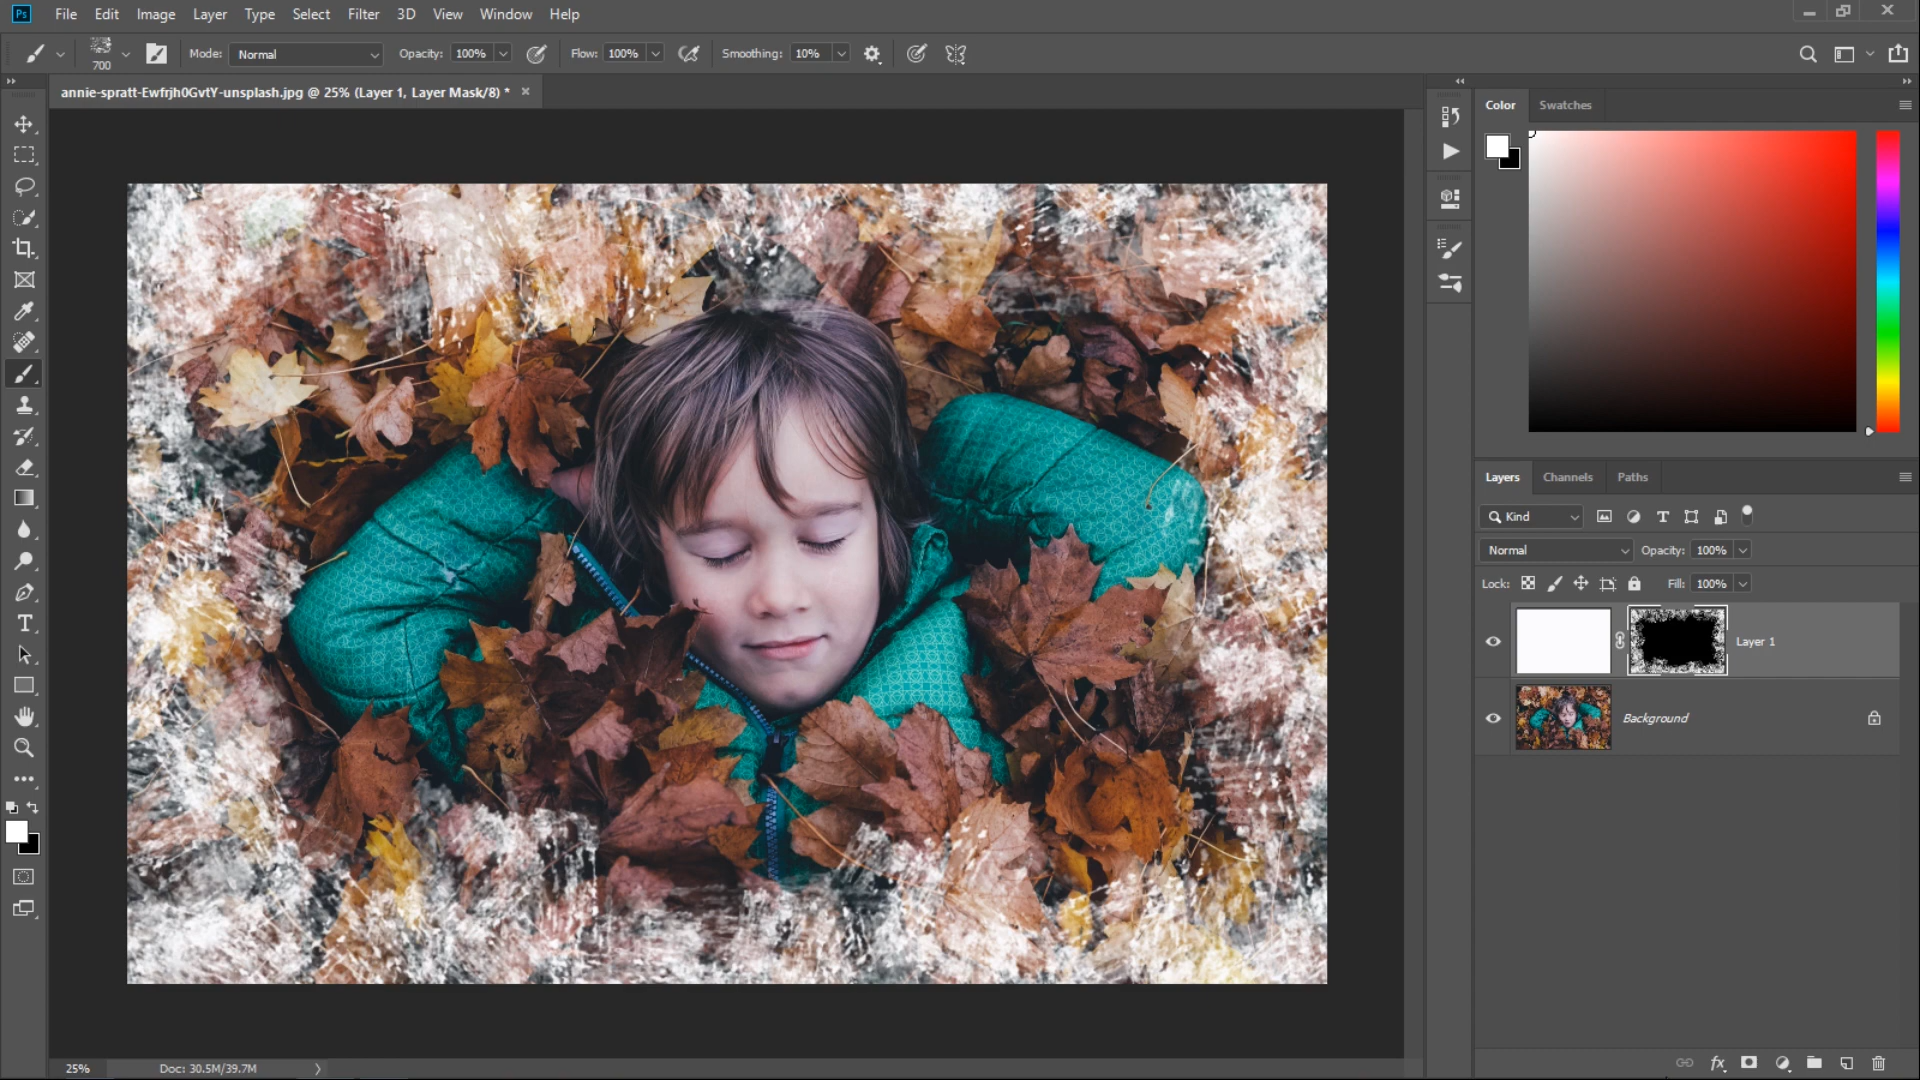 Ps File Edit Image Layer Type Select Filter 3D View Window Help
700 Mode: Normal Opacity: 100% Flow: 100% Smoothing: 10%
annie-spratt-Ewfrjh0GvtY-unsplash.jpg @ 25% (Layer 1, Layer Mask/8) *
Color Swatches
Layers Channels Paths
Kind
Normal Opacity: 100%
Lock: Fill: 100%
Layer 1
Background
25% Doc: 30.5M/39.7M